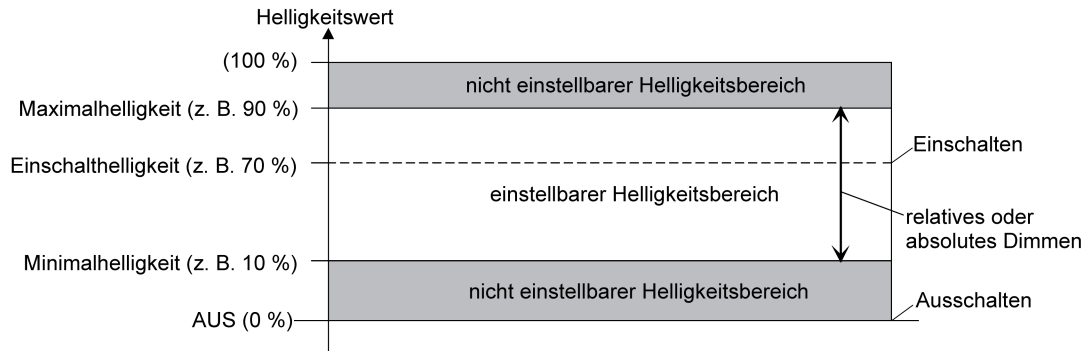 Helligkeitswert
(100 %)
nicht einstellbarer Helligkeitsbereich
Maximalhelligkeit (z. B. 90 %)
Einschalten
Einschalthelligkeit (z. B. 70 %)
einstellbarer Helligkeitsbereich
relatives oder
absolutes Dimmen
Minimalhelligkeit (z. B. 10 %)
nicht einstellbarer Helligkeitsbereich
Ausschalten
AUS (0 %)